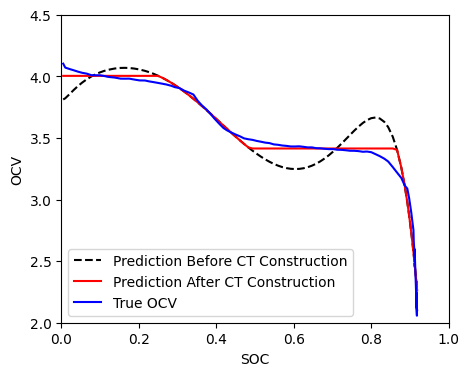 4.5
4.0
3.5
3.0
2.5
2.0
OCV
Prediction Before CT Construction
Prediction After CT Construction
True OCV
0.0 0.2 0.4 0.6 0.8 1.0
SOC